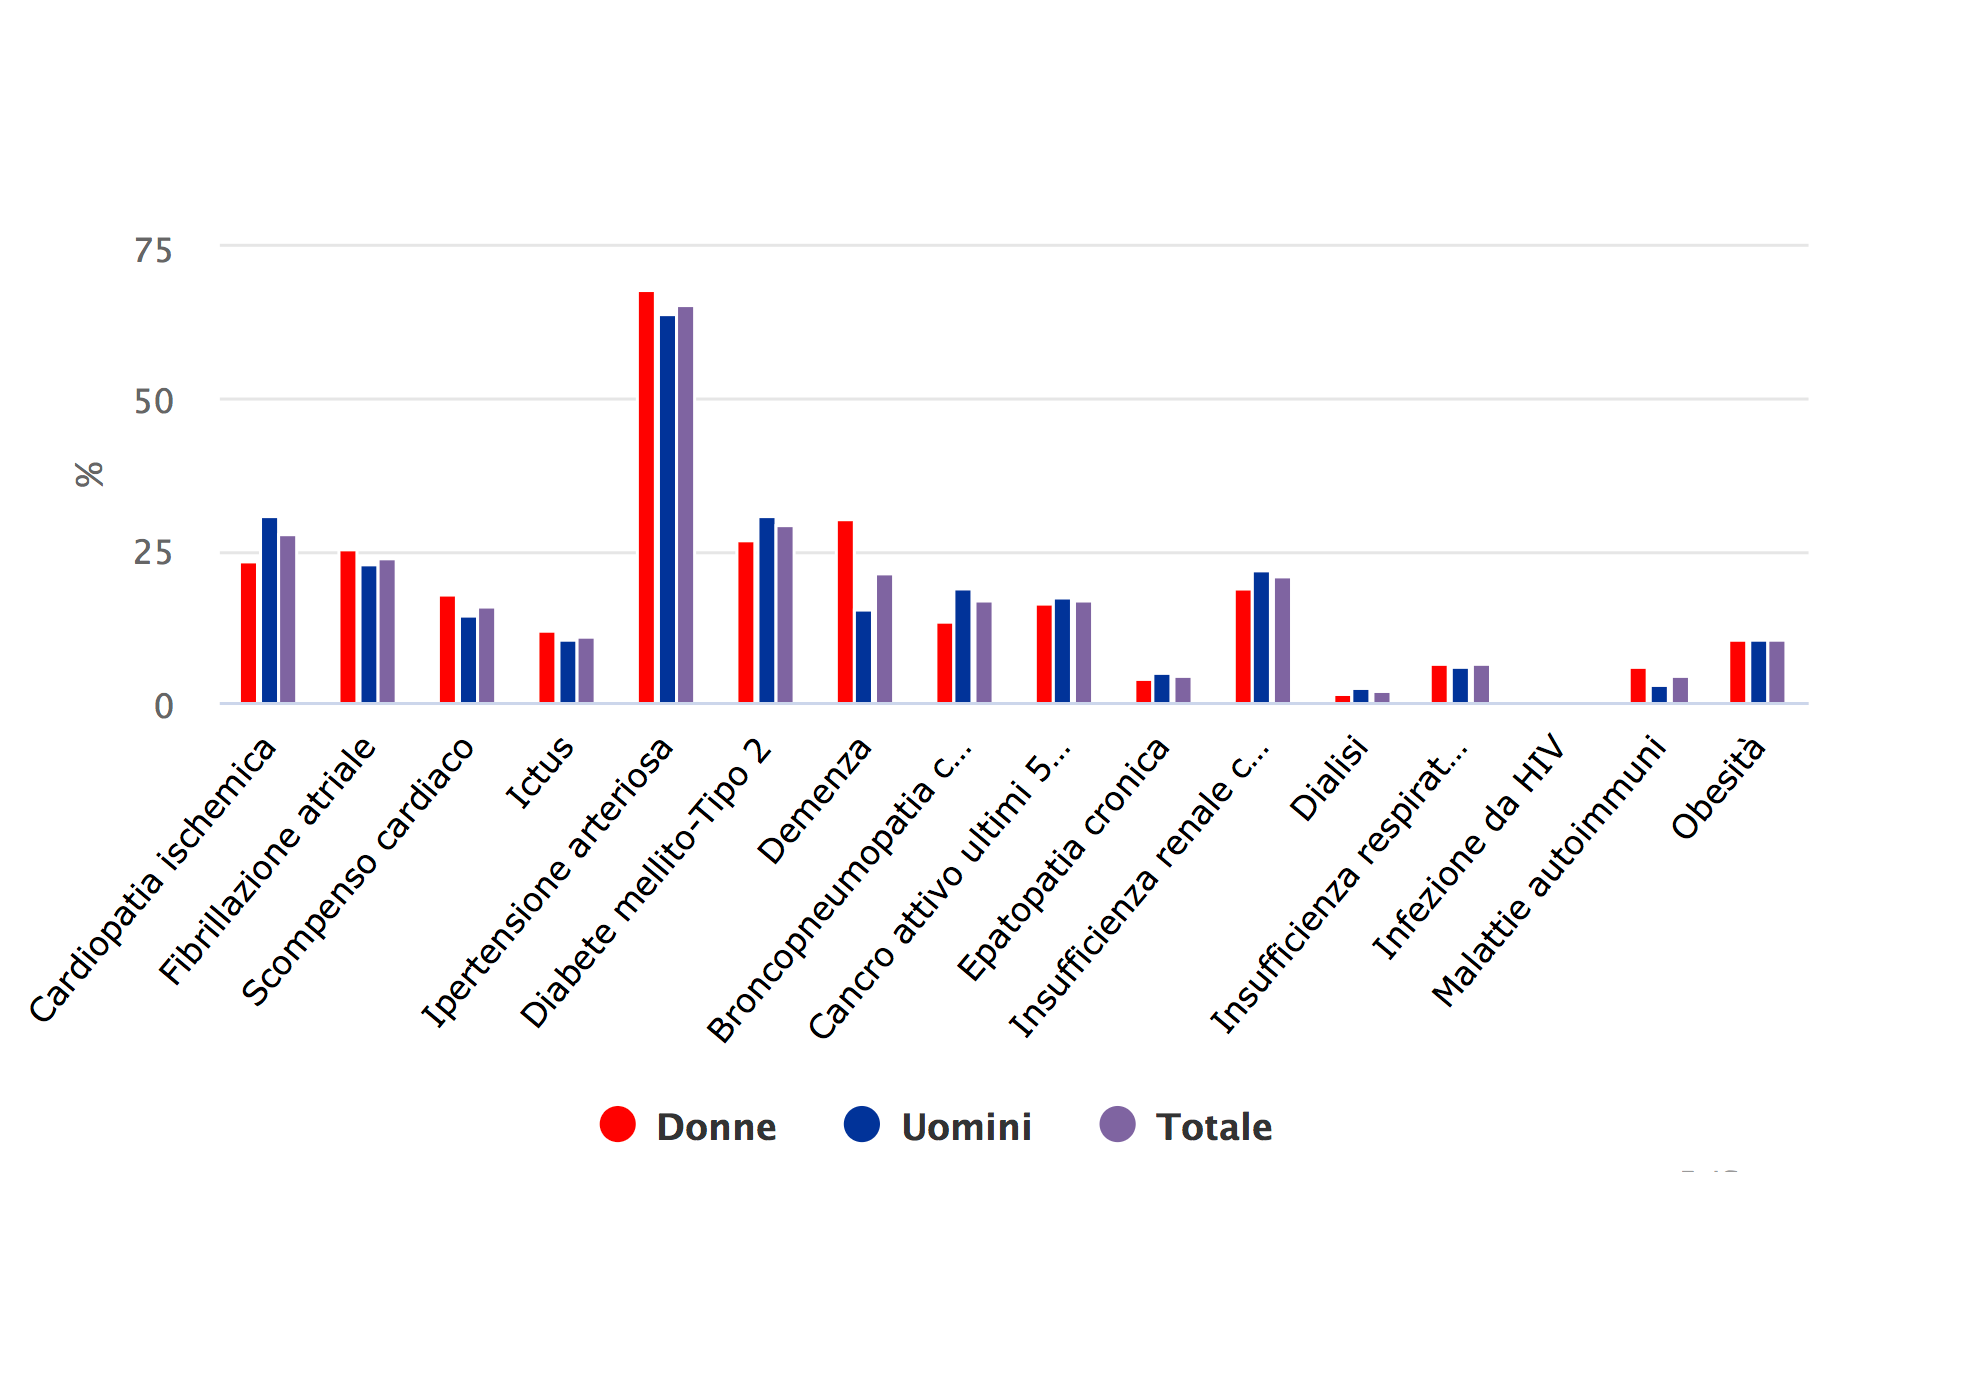 75
50
25
0
%
Cardiopatia ischemica
Fibrillazione atriale
Scompenso cardiaco
Ictus
Ipertensione arteriosa
Diabete mellito-Tipo 2
Demenza
Broncopneumopatia c...
Cancro attivo ultimi 5...
Epatopatia cronica
Insufficienza renale c...
Dialisi
Insufficienza respirat...
Infezione da HIV
Malattie autoimmuni
Obesità
Donne
Uomini
Totale